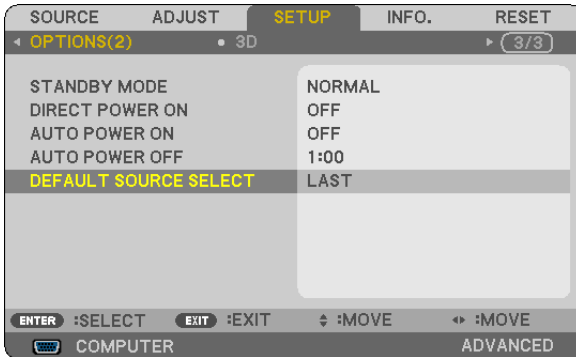 SOURCE ADJUST SETUP INFO. RESET
OPTIONS(2) 3D 3/3
STANDBY MODE NORMAL
DIRECT POWER ON OFF
AUTO POWER ON OFF
AUTO POWER OFF 1:00
DEFAULT SOURCE SELECT LAST
ENTER :SELECT EXIT :EXIT :MOVE :MOVE
COMPUTER ADVANCED